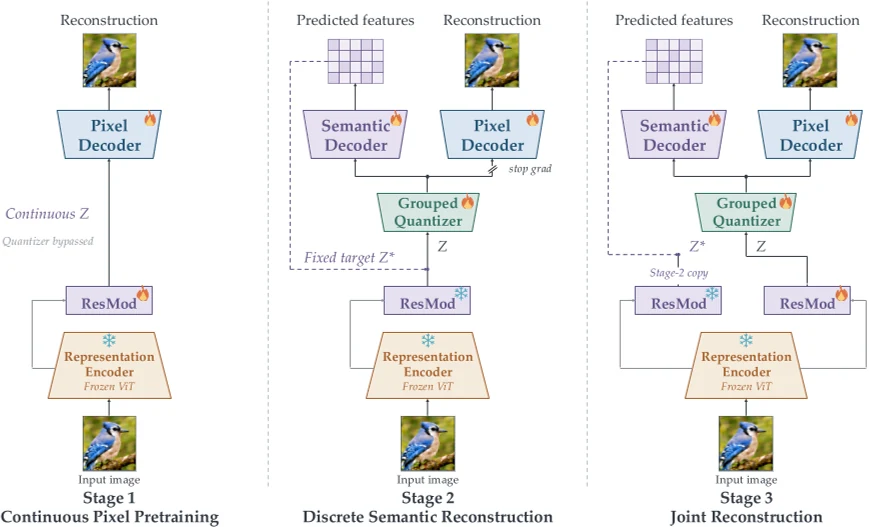 Reconstruction
Pixel
Decoder
Continuous Z
Quantizer bypassed
ResMod
Representation
Encoder
Frozen ViT
Input image
Stage 1
Continuous Pixel Pretraining
Predicted features
Reconstruction
Semantic
Decoder
Pixel
Decoder
stop grad
Grouped
Quantizer
Z
Fixed target Z*
ResMod
Representation
Encoder
Frozen ViT
Input image
Stage 2
Discrete Semantic Reconstruction
Predicted features
Reconstruction
Semantic
Decoder
Pixel
Decoder
Grouped
Quantizer
Z*
Z
Stage-2 copy
ResMod
ResMod
Representation
Encoder
Frozen ViT
Input image
Stage 3
Joint Reconstruction